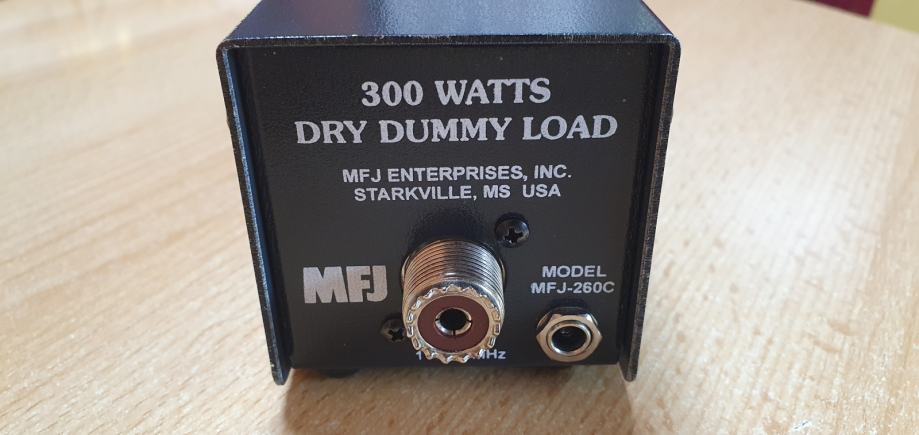 300 WATTS
DRY DUMMY LOAD
MFJ ENTERPRISES, INC.
STARKVILLE, MS USA
MFJ
MODEL
MFJ-260C